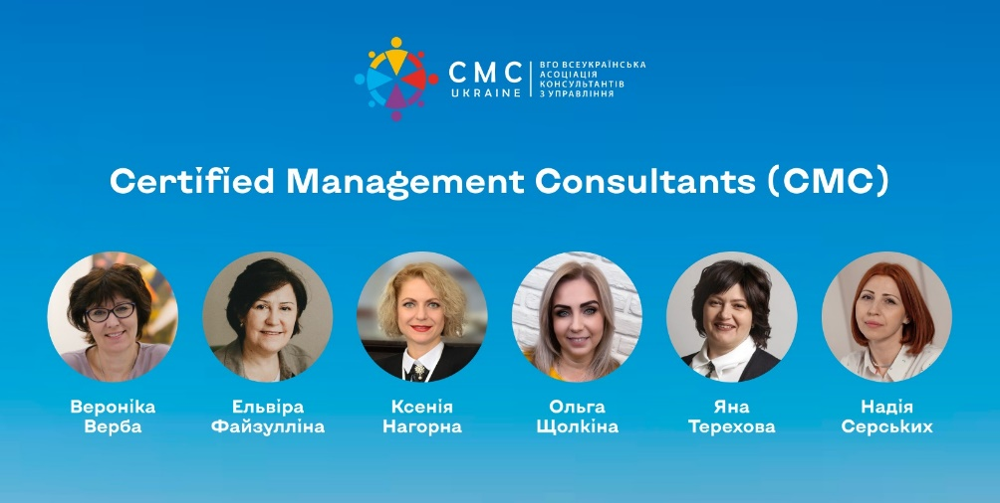 CMC
UKRAINE
ВГО ВСЕУКРАЇНСЬКА
АСОЦІАЦІЯ
КОНСУЛЬТАНТІВ
З УПРАВЛІННЯ
Certified Management Consultants (CMC)
Вероніка
Верба
Ельвіра
Файзулліна
Ксенія
Нагорна
Ольга
Щолкіна
Яна
Терехова
Надія
Серських